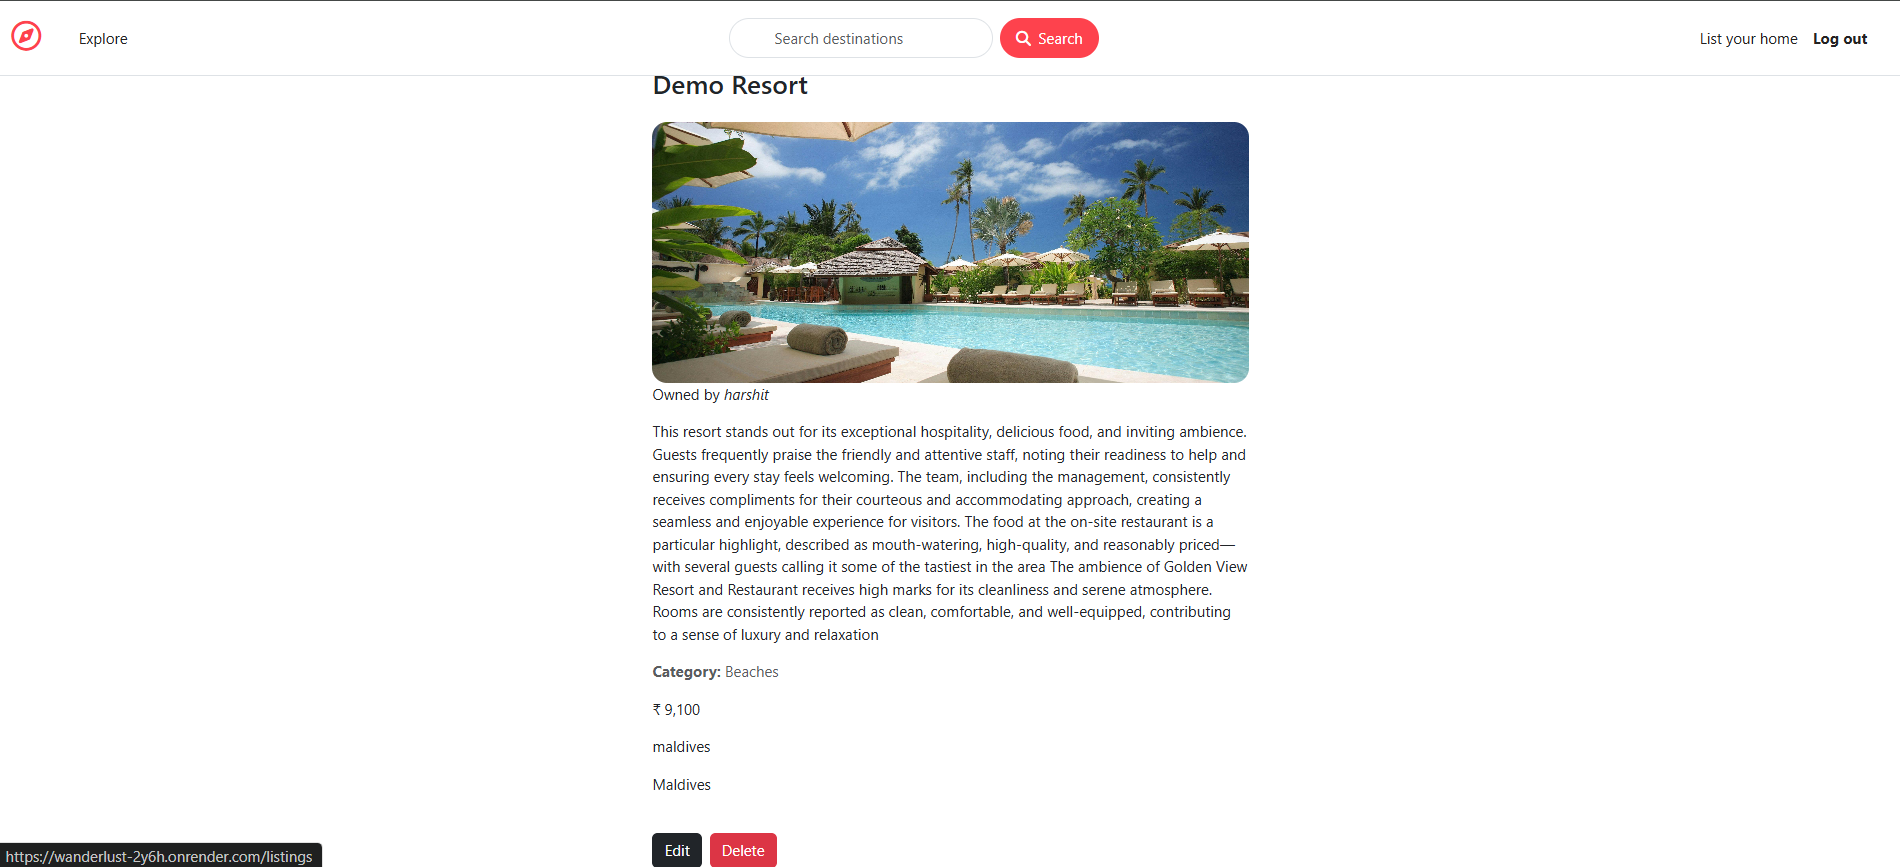 Explore
Search destinations
Search
List your home
Log out
Demo Resort
Owned by harshit
This resort stands out for its exceptional hospitality, delicious food, and inviting ambience.
Guests frequently praise the friendly and attentive staff, noting their readiness to help and
ensuring every stay feels welcoming. The team, including the management, consistently
receives compliments for their courteous and accommodating approach, creating a
seamless and enjoyable experience for visitors. The food at the on-site restaurant is a
particular highlight, described as mouth-watering, high-quality, and reasonably priced—
with several guests calling it some of the tastiest in the area The ambience of Golden View
Resort and Restaurant receives high marks for its cleanliness and serene atmosphere.
Rooms are consistently reported as clean, comfortable, and well-equipped, contributing
to a sense of luxury and relaxation
Category: Beaches
₹ 9,100
maldives
Maldives
Edit
Delete
https://wanderlust-2y6h.onrender.com/listings